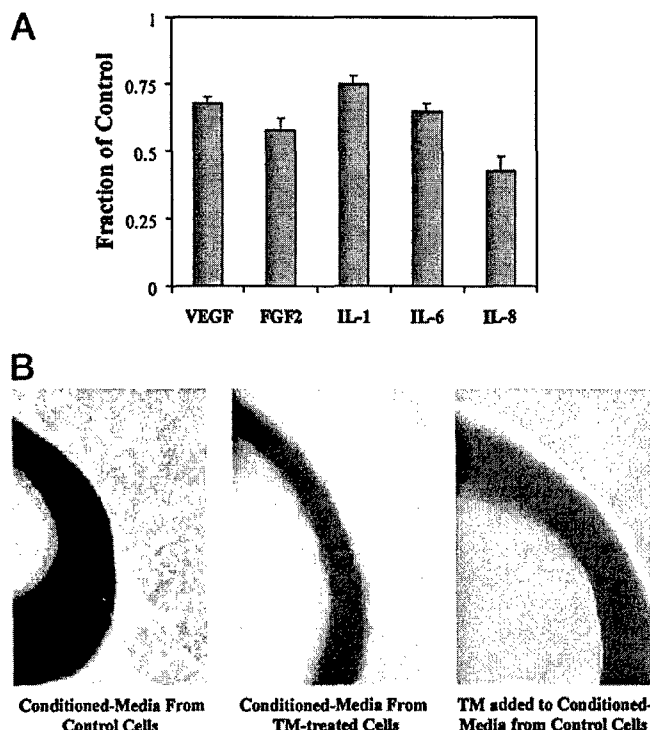 A
1
0.75
0.5
0.25
0
Fraction of Control
VEGF FGF2 IL-1 IL-6 IL-8
B
Conditioned-Media From
Control Cells
Conditioned-Media From
TM-treated Cells
TM added to Conditioned-
Media from Control Cells